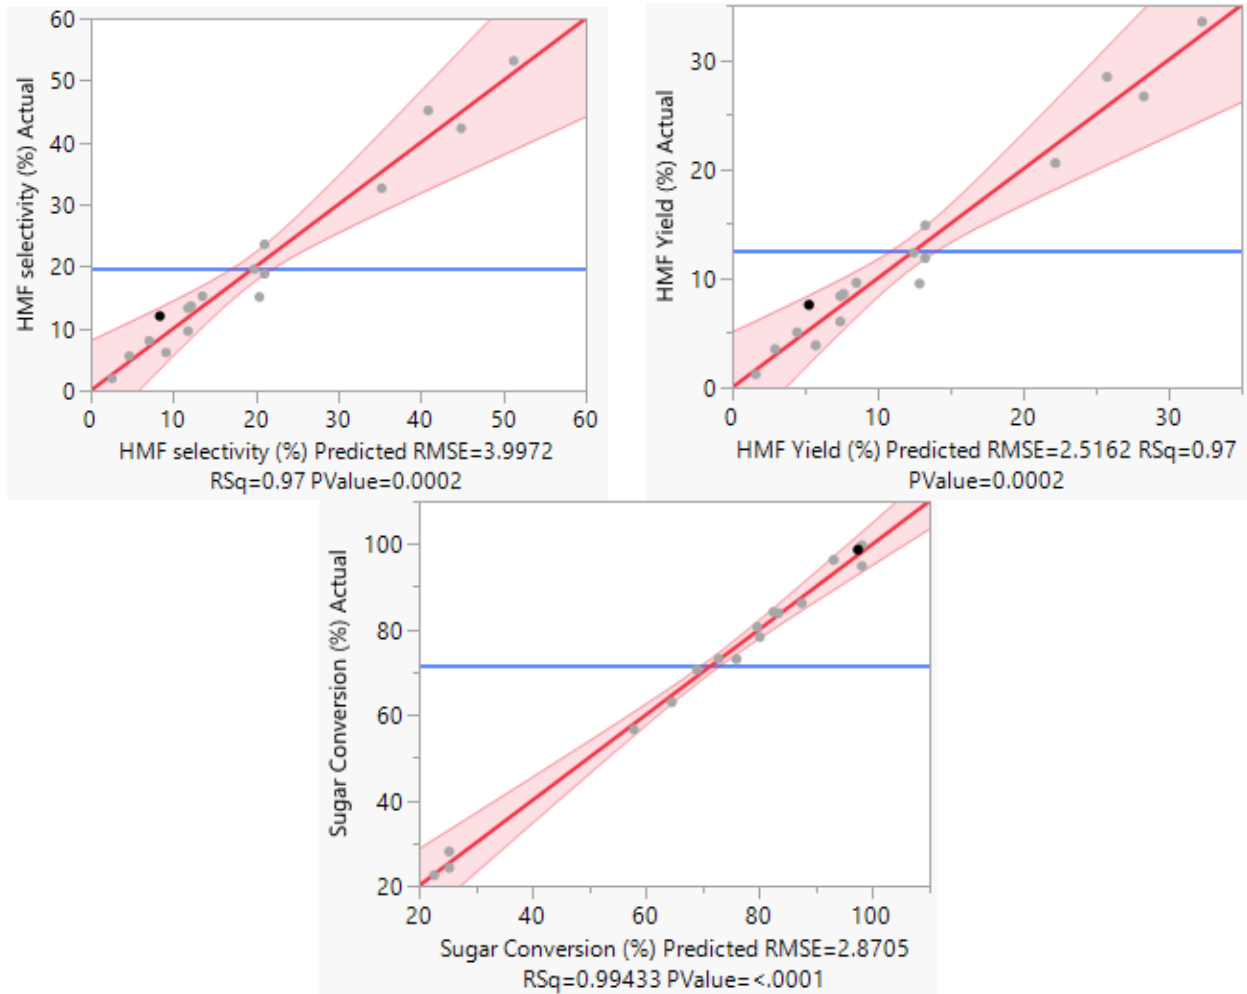 HMF selectivity (%) Actual
60
50
40
30
20
10
0
0 10 20 30 40 50 60
HMF selectivity (%) Predicted RMSE=3.9972
RSq=0.97 PValue=0.0002
HMF Yield (%) Actual
30
20
10
0
0 10 20 30
HMF Yield (%) Predicted RMSE=2.5162 RSq=0.97
PValue=0.0002
Sugar Conversion (%) Actual
100
80
60
40
20
20 40 60 80 100
Sugar Conversion (%) Predicted RMSE=2.8705
RSq=0.99433 PValue=<.0001